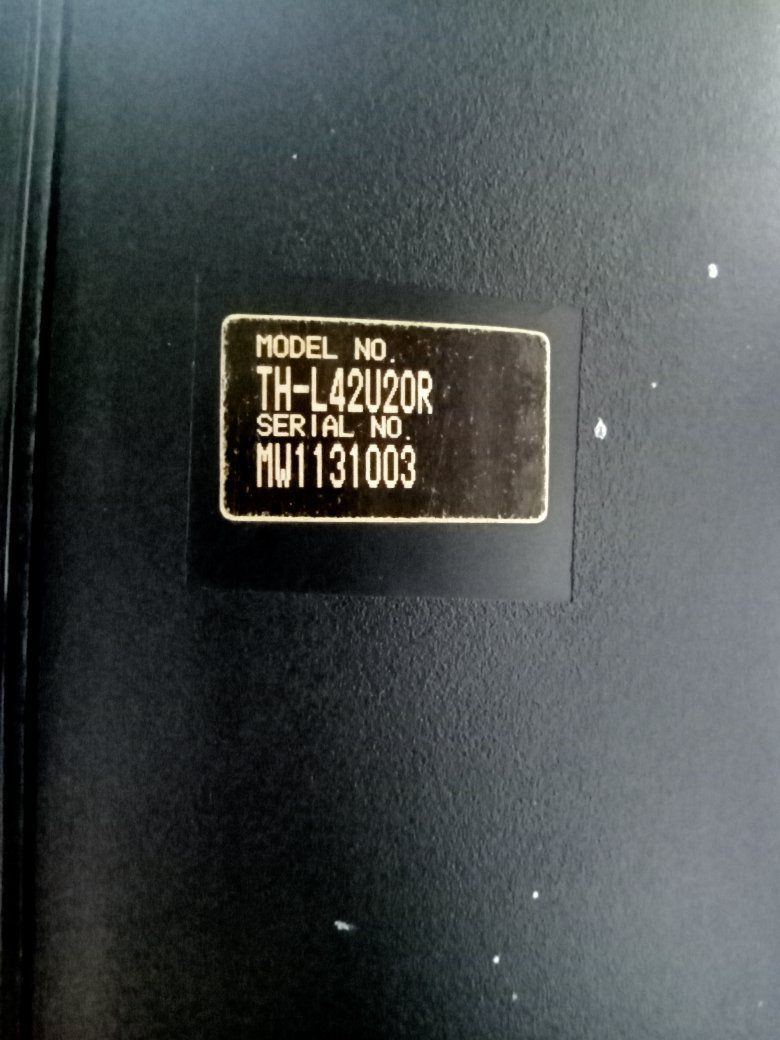 MODEL NO.
TH-L42U20R
SERIAL NO.
MW1131003